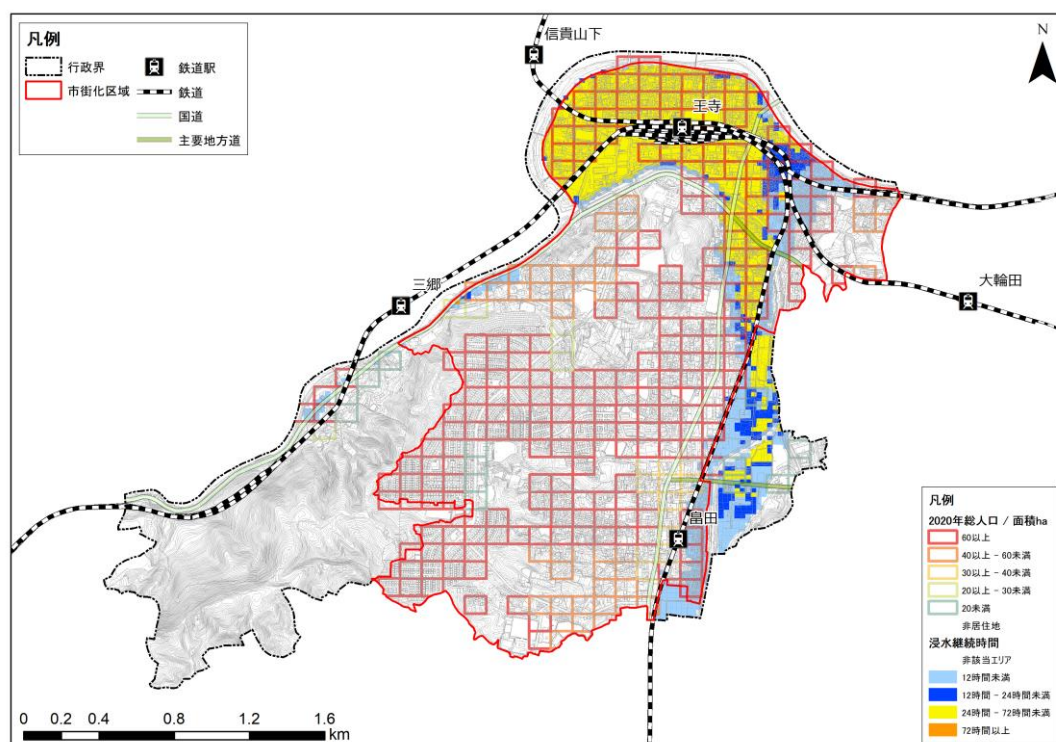 凡例
行政界
鉄道駅
市街化区域
鉄道
国道
主要地方道
信貴山下
N
王寺
三郷
大輪田
畠田
凡例
2020年総人口 / 面積ha
60以上
40以上 - 60未満
30以上 - 40未満
20以上 - 30未満
20未満
非居住地
浸水継続時間
非該当エリア
12時間未満
12時間 - 24時間未満
24時間 - 72時間未満
72時間以上
0 0.2 0.4 0.8 1.2 1.6
km